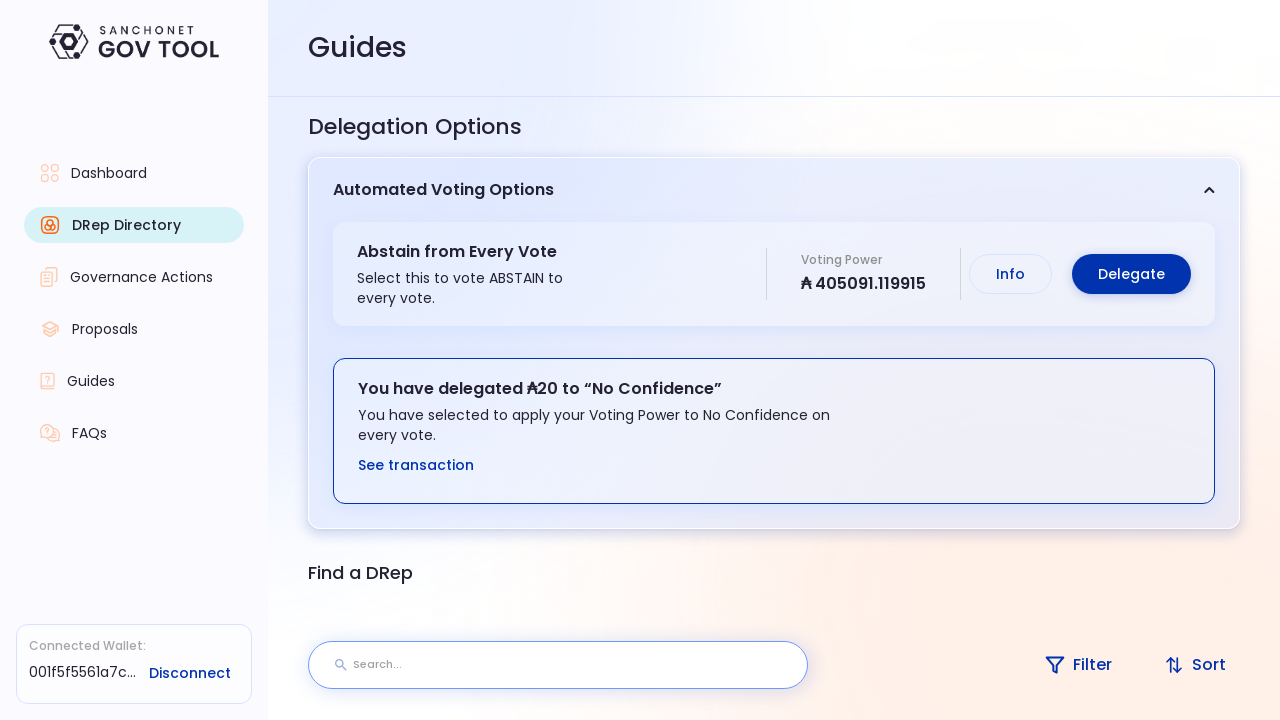 SANCHONET
GOV TOOL
Dashboard
DRep Directory
Governance Actions
Proposals
Guides
FAQs
Connected Wallet:
001f5f5561a7c...
Disconnect
Guides
Delegation Options
Automated Voting Options
Abstain from Every Vote
Select this to vote ABSTAIN to
every vote.
Voting Power
₳ 405091.119915
Info
Delegate
You have delegated ₳20 to “No Confidence”
You have selected to apply your Voting Power to No Confidence on
every vote.
See transaction
Find a DRep
Search...
Filter
Sort